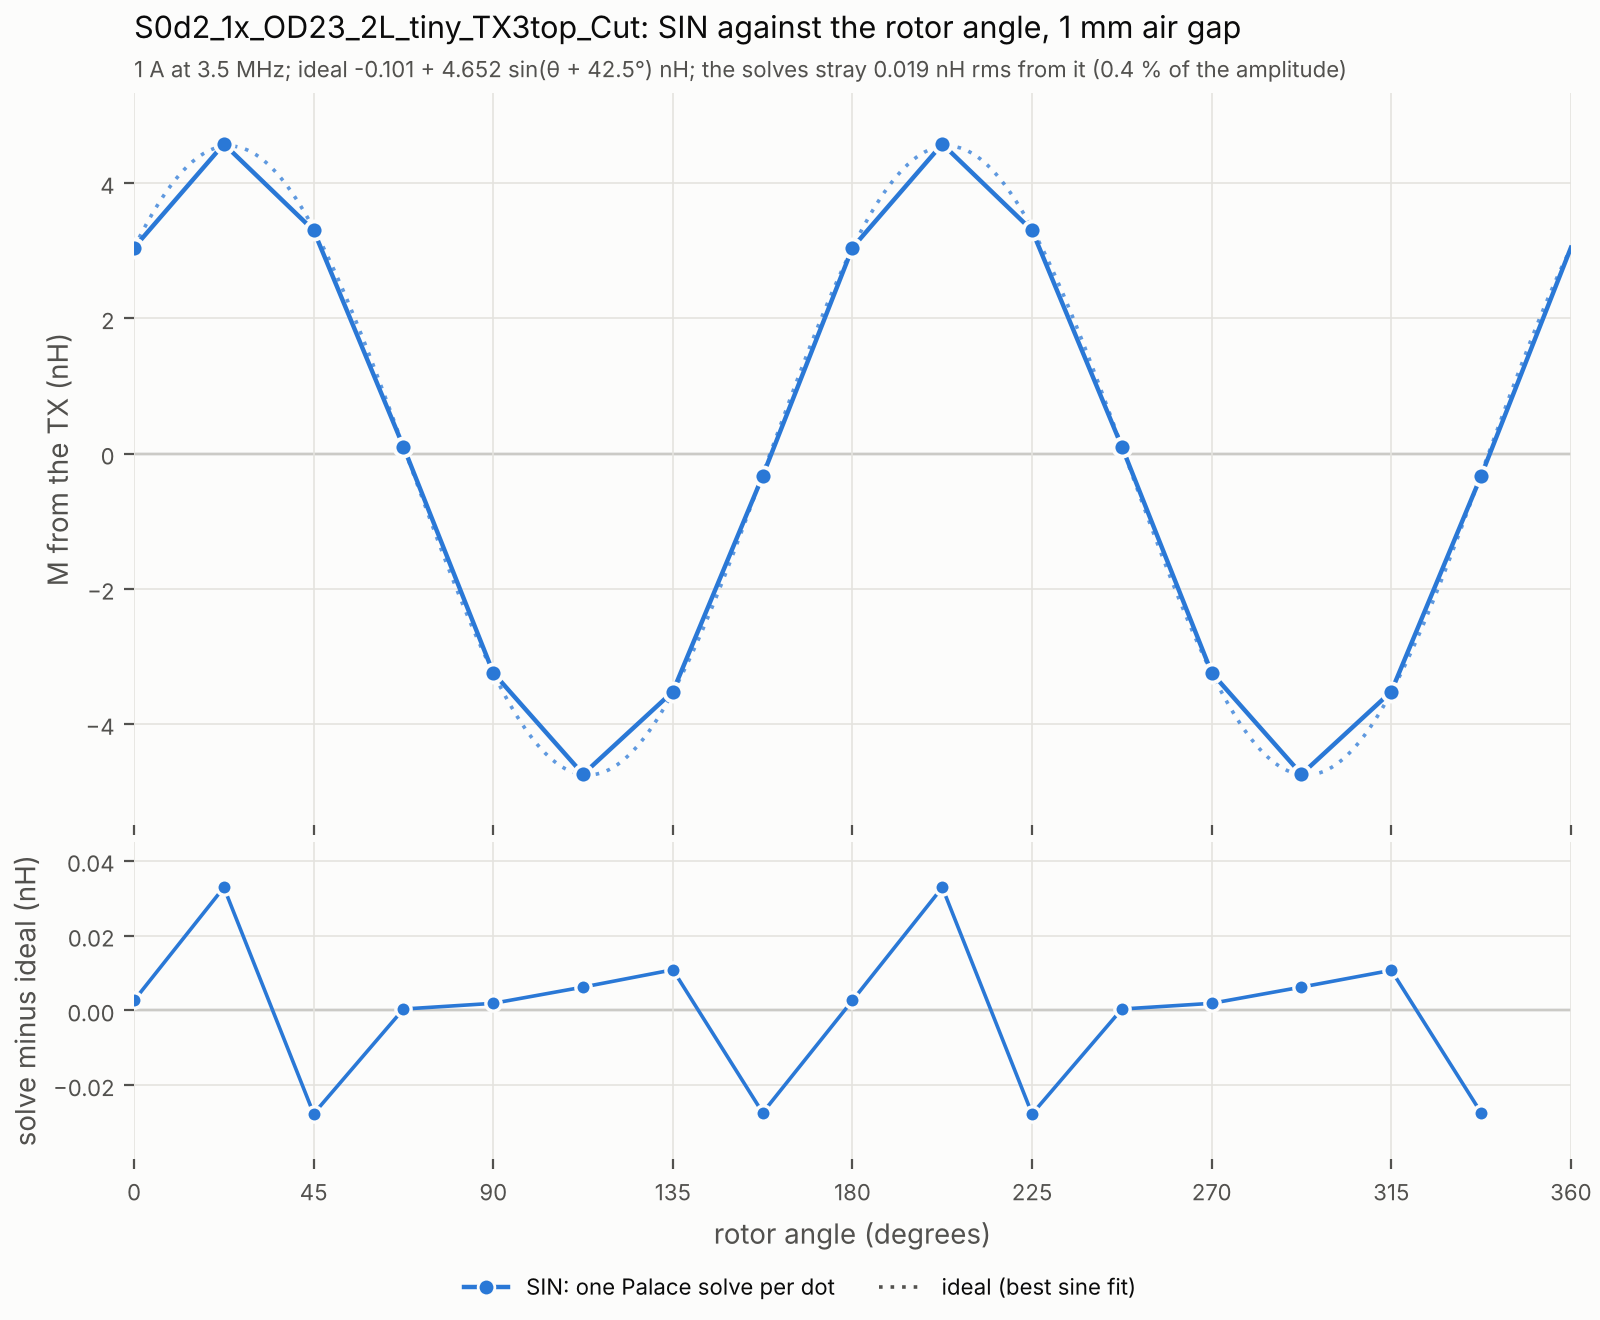 S0d2_1x_OD23_2L_tiny_TX3top_Cut: SIN against the rotor angle, 1 mm air gap
1 A at 3.5 MHz; ideal -0.101 + 4.652 sin(θ + 42.5°) nH; the solves stray 0.019 nH rms from it (0.4 % of the amplitude)
M from the TX (nH)
4
2
0
−2
−4
solve minus ideal (nH)
0.04
0.02
0.00
−0.02
0 45 90 135 180 225 270 315 360
rotor angle (degrees)
SIN: one Palace solve per dot ideal (best sine fit)